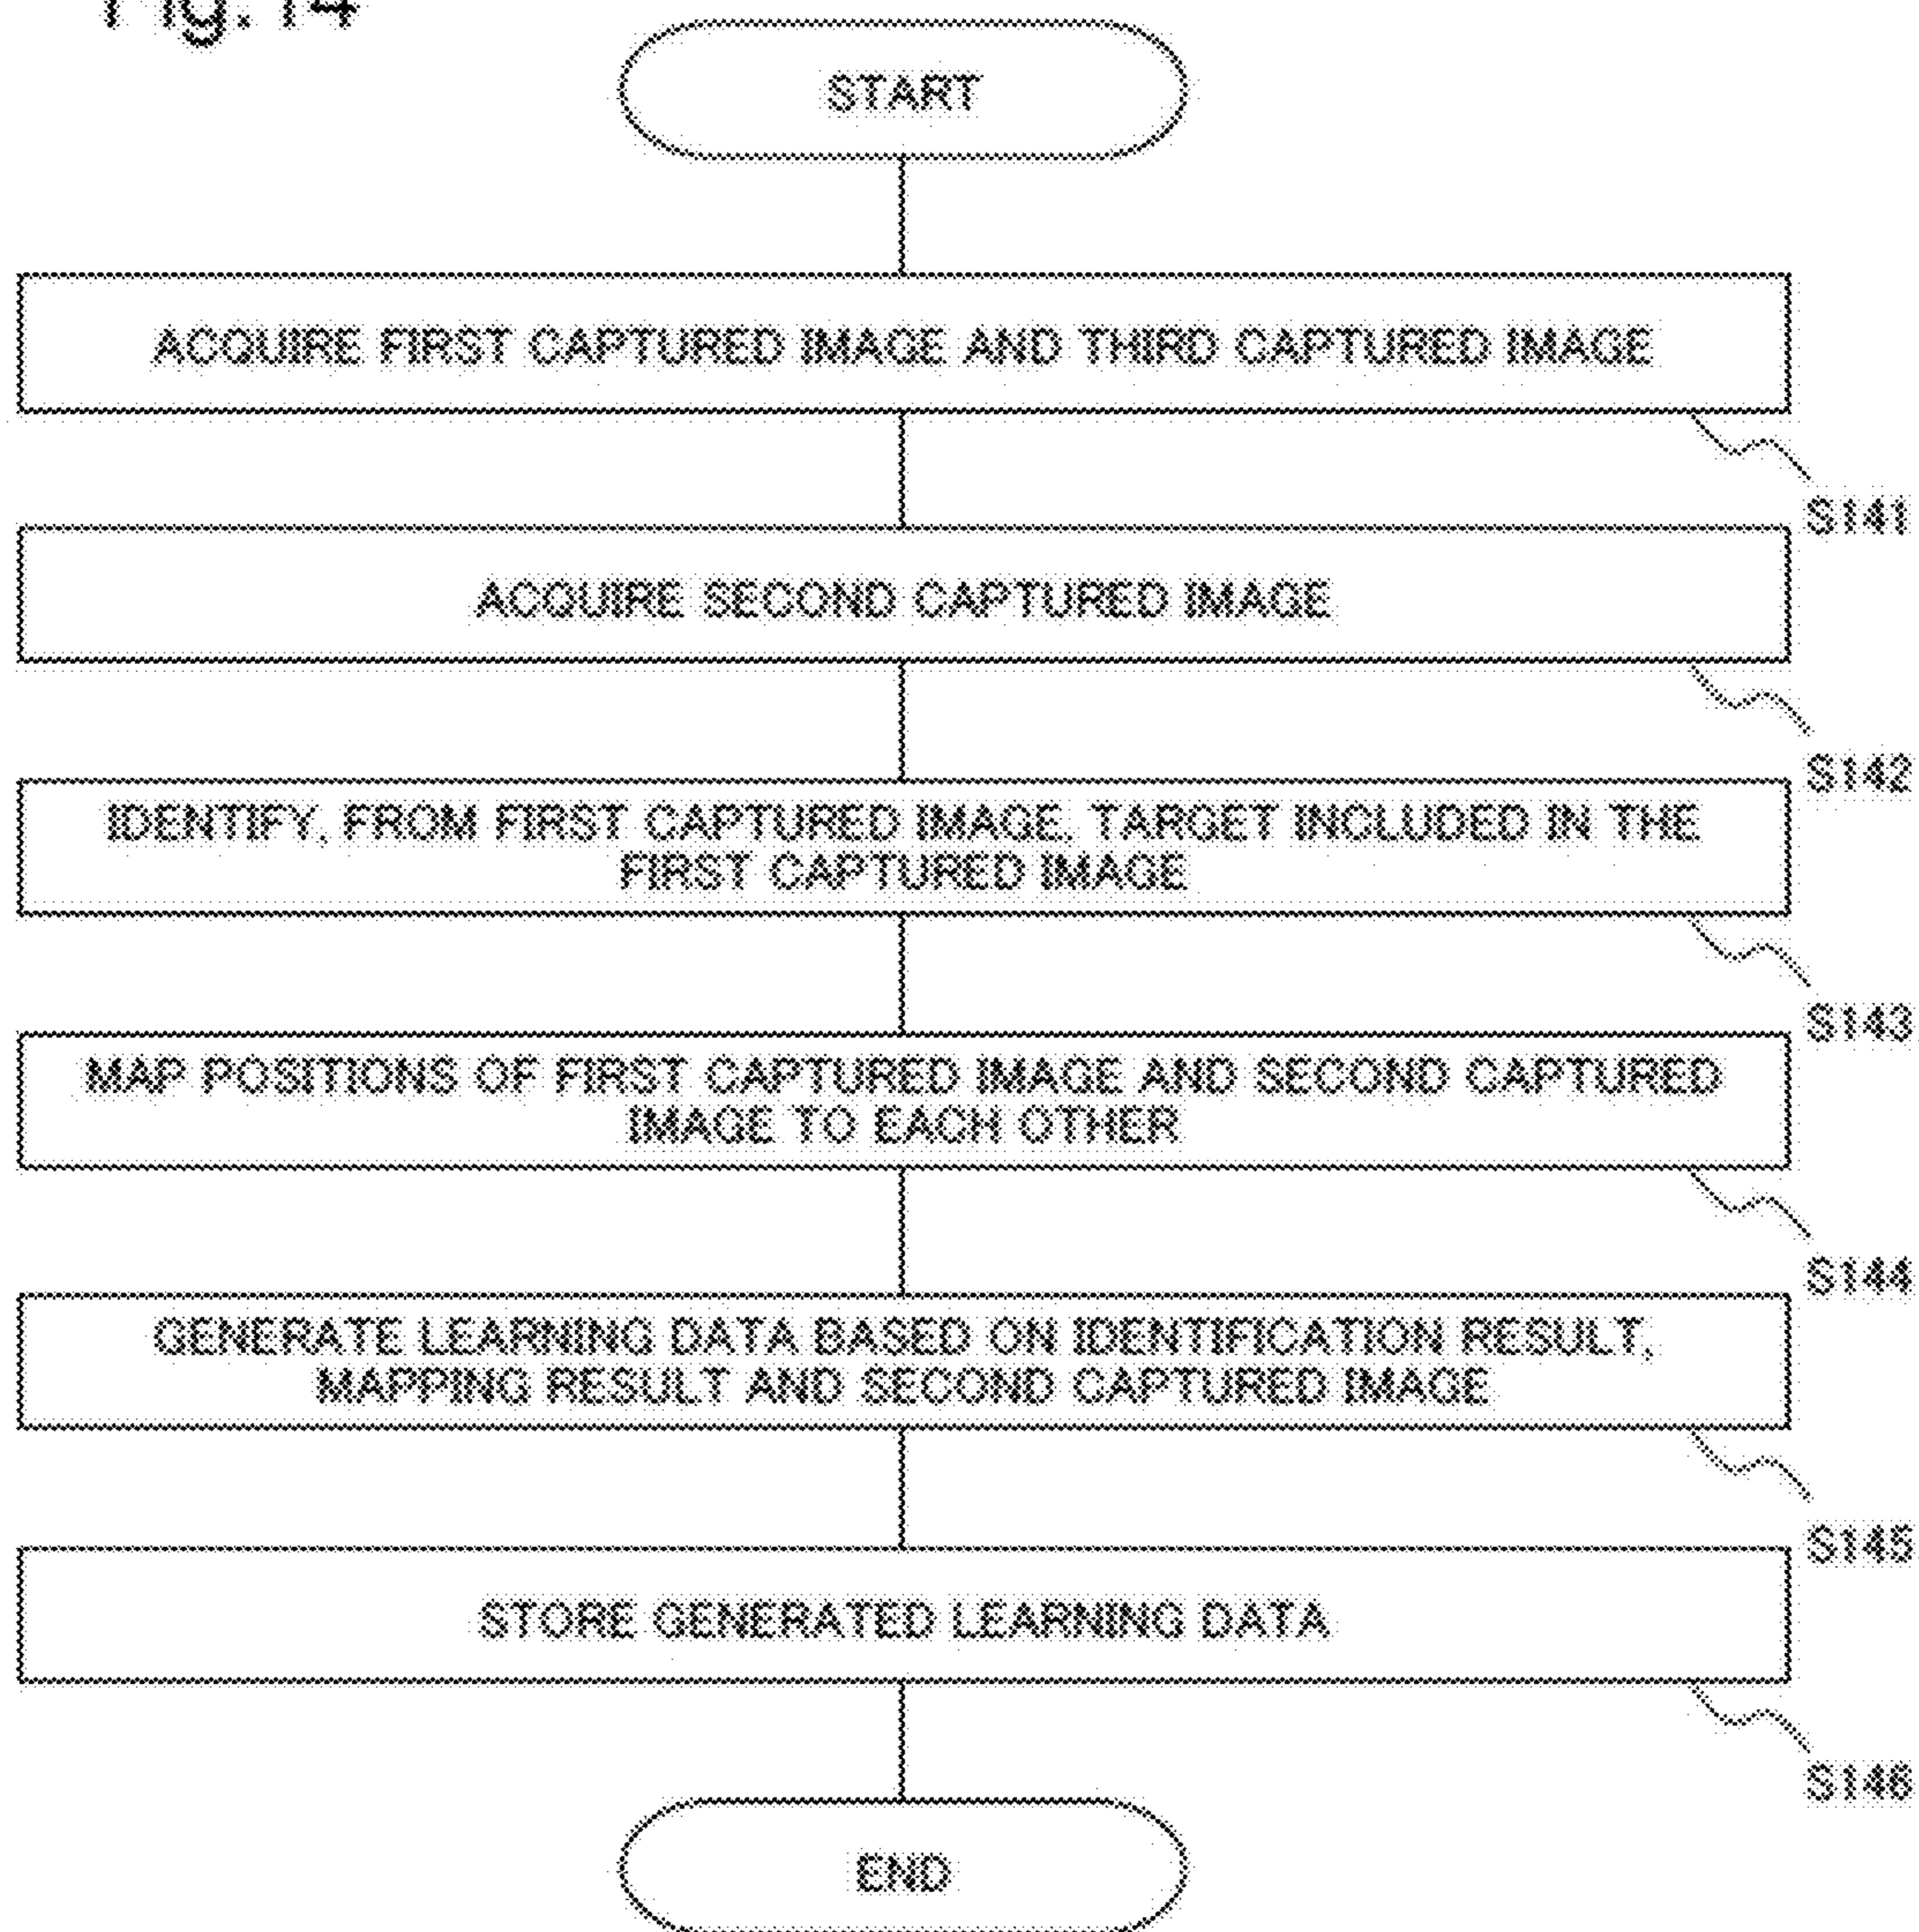 Fig. 14
START
ACQUIRE FIRST CAPTURED IMAGE AND THIRD CAPTURED IMAGE
S141
ACQUIRE SECOND CAPTURED IMAGE
S142
IDENTIFY, FROM FIRST CAPTURED IMAGE, TARGET INCLUDED IN THE
FIRST CAPTURED IMAGE
S143
MAP POSITIONS OF FIRST CAPTURED IMAGE AND SECOND CAPTURED
IMAGE TO EACH OTHER
S144
GENERATE LEARNING DATA BASED ON IDENTIFICATION RESULT,
MAPPING RESULT AND SECOND CAPTURED IMAGE
S145
STORE GENERATED LEARNING DATA
S146
END